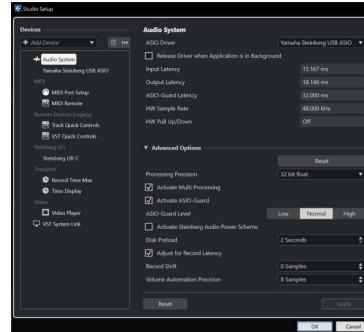 Studio Setup
Devices
+ Add Device
Audio System
Yamaha Steinberg USB ASIO
MIDI
MIDI Port Setup
MIDI Remote
Remote Devices (Legacy)
Track Quick Controls
VST Quick Controls
Steinberg I/O
Steinberg UR-C
Transport
Record Time Max
Time Display
Video
Video Player
VST System Link
Audio System
ASIO Driver Yamaha Steinberg USB ASIO
Release Driver when Application is in Background
Input Latency 15.167 ms
Output Latency 18.146 ms
ASIO-Guard Latency 32.000 ms
HW Sample Rate 48.000 kHz
HW Pull Up/Down Off
Advanced Options
Reset
Processing Precision 32 bit float
Activate Multi Processing
Activate ASIO-Guard
ASIO-Guard Level Low Normal High
Activate Steinberg Audio Power Scheme
Disk Preload 2 Seconds
Adjust for Record Latency
Record Shift 0 Samples
Volume Automation Precision 8 Samples
Reset Apply
OK Cancel